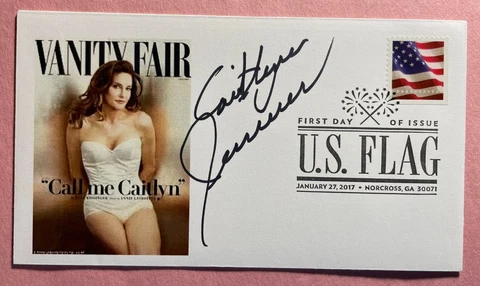 VANITY FAIR
"Call me Caitlyn"
Caitlyn
Jenner
FIRST DAY OF ISSUE
U.S. FLAG
JANUARY 27, 2017 • NORCROSS, GA 30071